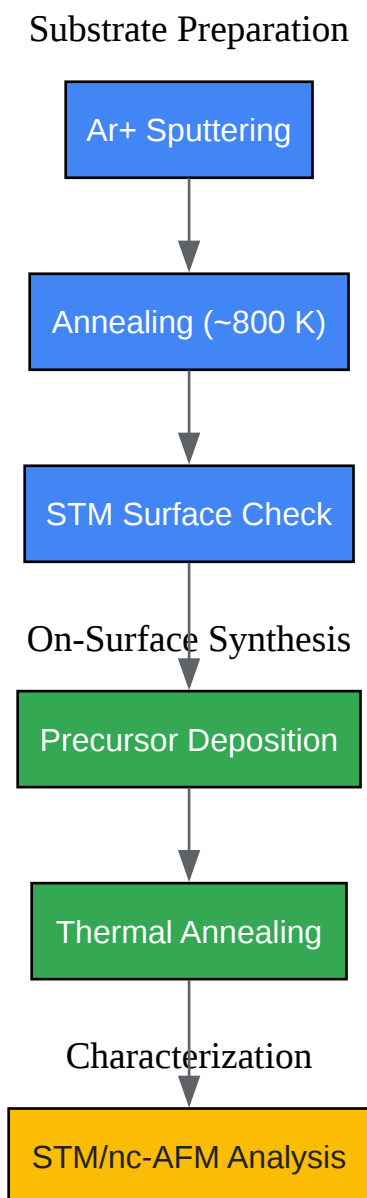 Substrate Preparation
Ar+ Sputtering
Annealing (~800 K)
STM Surface Check
On-Surface Synthesis
Precursor Deposition
Thermal Annealing
Characterization
STM/nc-AFM Analysis